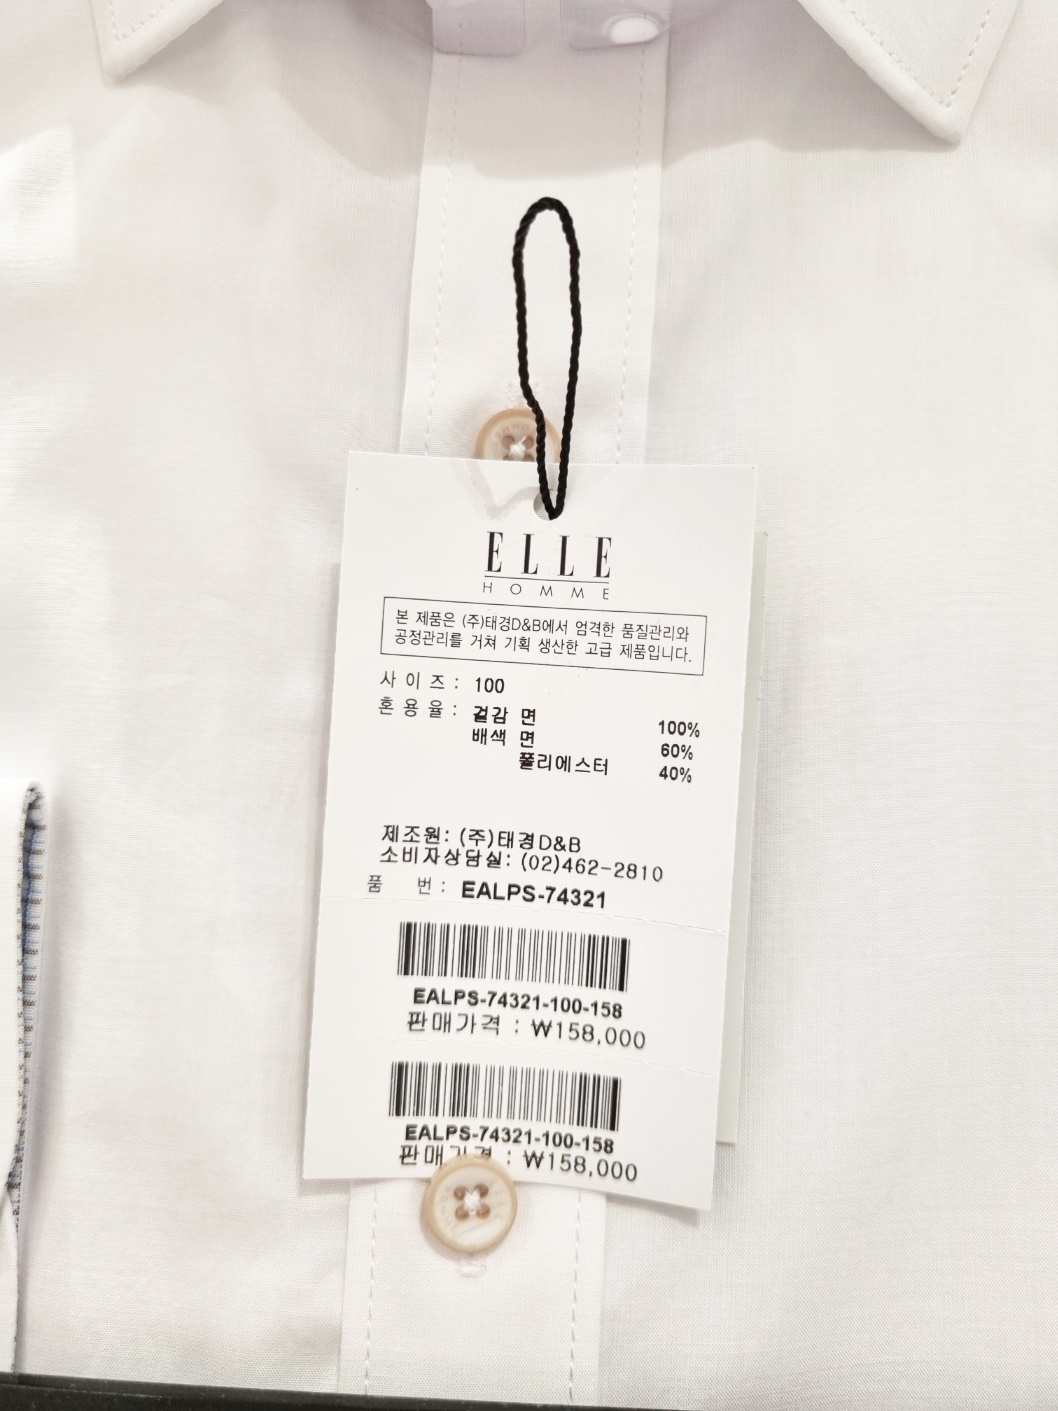 ELLE
HOMME
본 제품은 (주)태경D&B에서 엄격한 품질관리와
공정관리를 거쳐 기획 생산한 고급 제품입니다.
사 이 즈 : 100
혼 용 율 : 겉감 면 100%
배색 면 60%
폴리에스터 40%
제조원: (주)태경D&B
소비자상담실: (02)462-2810
품 번 : EALPS-74321
EALPS-74321-100-158
판매가격 : ₩158,000
EALPS-74321-100-158
판매가격 : ₩158,000